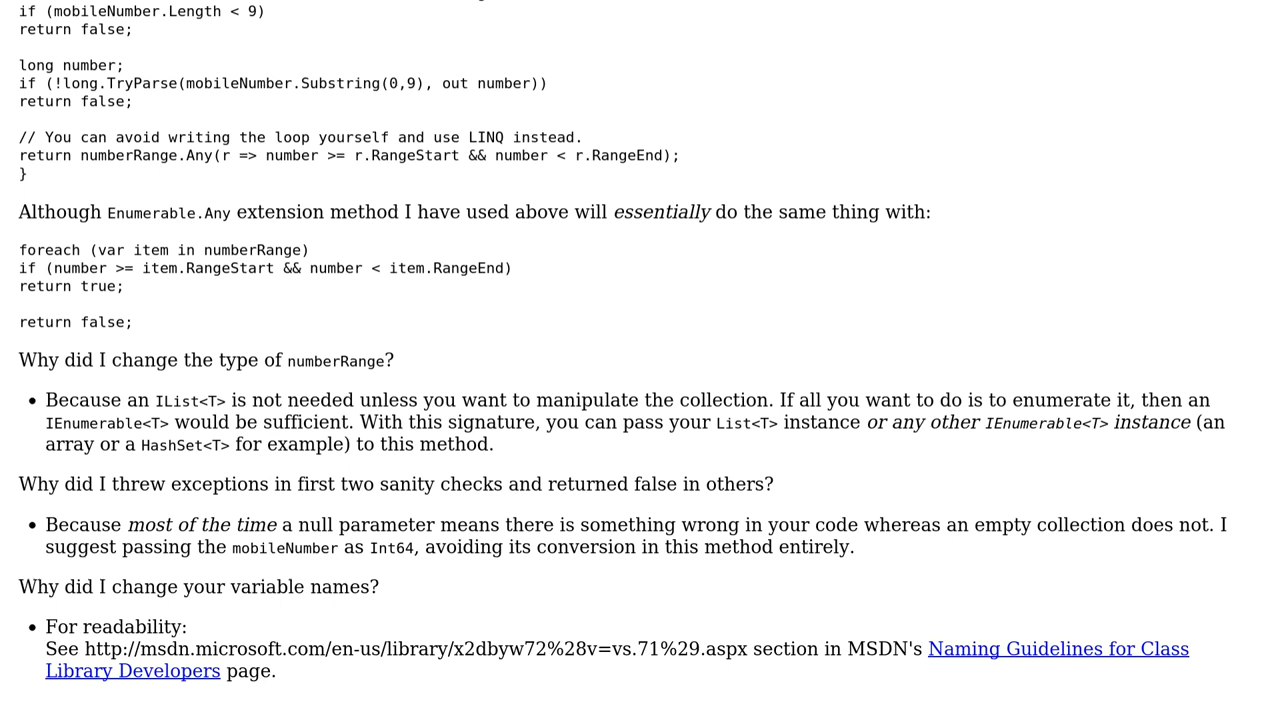 if (mobileNumber.Length < 9)
return false;

long number;
if (!long.TryParse(mobileNumber.Substring(0,9), out number))
return false;

// You can avoid writing the loop yourself and use LINQ instead.
return numberRange.Any(r => number >= r.RangeStart && number < r.RangeEnd);
}
Although Enumerable.Any extension method I have used above will essentially do the same thing with:
foreach (var item in numberRange)
if (number >= item.RangeStart && number < item.RangeEnd)
return true;

return false;
Why did I change the type of numberRange?
• Because an IList<T> is not needed unless you want to manipulate the collection. If all you want to do is to enumerate it, then an
IEnumerable<T> would be sufficient. With this signature, you can pass your List<T> instance or any other IEnumerable<T> instance (an
array or a HashSet<T> for example) to this method.
Why did I threw exceptions in first two sanity checks and returned false in others?
• Because most of the time a null parameter means there is something wrong in your code whereas an empty collection does not. I
suggest passing the mobileNumber as Int64, avoiding its conversion in this method entirely.
Why did I change your variable names?
• For readability:
See http://msdn.microsoft.com/en-us/library/x2dbyw72%28v=vs.71%29.aspx section in MSDN's Naming Guidelines for Class
Library Developers page.